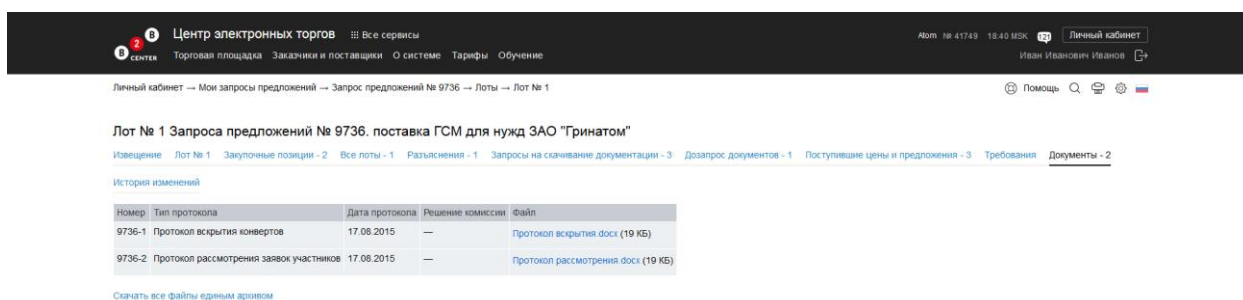 B 2 B CENTER
Центр электронных торгов Все сервисы
Atom № 41749 18:40 MSK 121 Личный кабинет
Торговая площадка Заказчики и поставщики О системе Тарифы Обучение
Иван Иванович Иванов
Личный кабинет → Мои запросы предложений → Запрос предложений № 9736 → Лоты → Лот № 1
Помощь
Лот № 1 Запроса предложений № 9736. поставка ГСМ для нужд ЗАО "Гринатом"
Извещение Лот № 1 Закупочные позиции - 2 Все лоты - 1 Разъяснения - 1 Запросы на скачивание документации - 3 Дозапрос документов - 1 Поступившие цены и предложения - 3 Требования Документы - 2
История изменений
Номер Тип протокола Дата протокола Решение комиссии Файл
9736-1 Протокол вскрытия конвертов 17.08.2015 — Протокол вскрытия.docx (19 КБ)
9736-2 Протокол рассмотрения заявок участников 17.08.2015 — Протокол рассмотрения.docx (19 КБ)
Скачать все файлы единым архивом